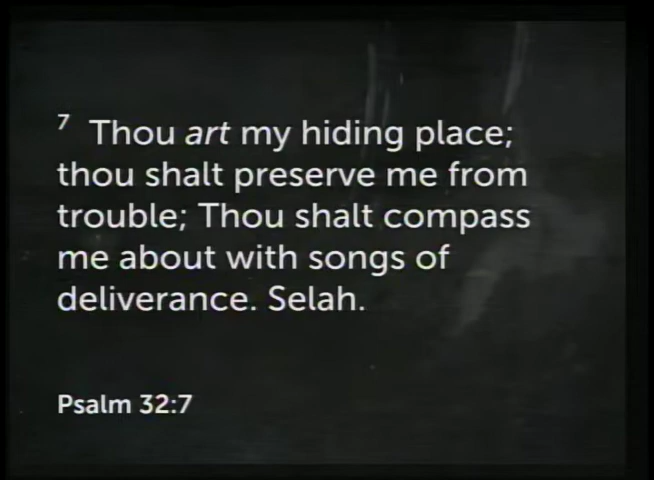 7 Thou art my hiding place;
thou shalt preserve me from
trouble; Thou shalt compass
me about with songs of
deliverance. Selah.
Psalm 32:7